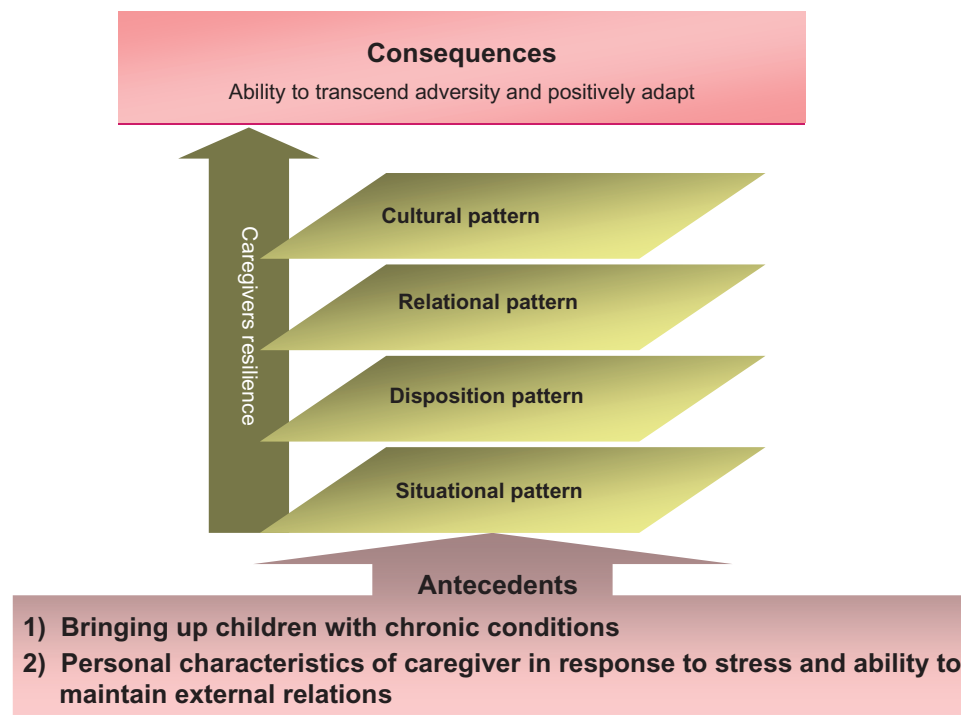 Consequences
Ability to transcend adversity and positively adapt
Caregivers resilience
Cultural pattern
Relational pattern
Disposition pattern
Situational pattern
Antecedents
1) Bringing up children with chronic conditions
2) Personal characteristics of caregiver in response to stress and ability to
maintain external relations